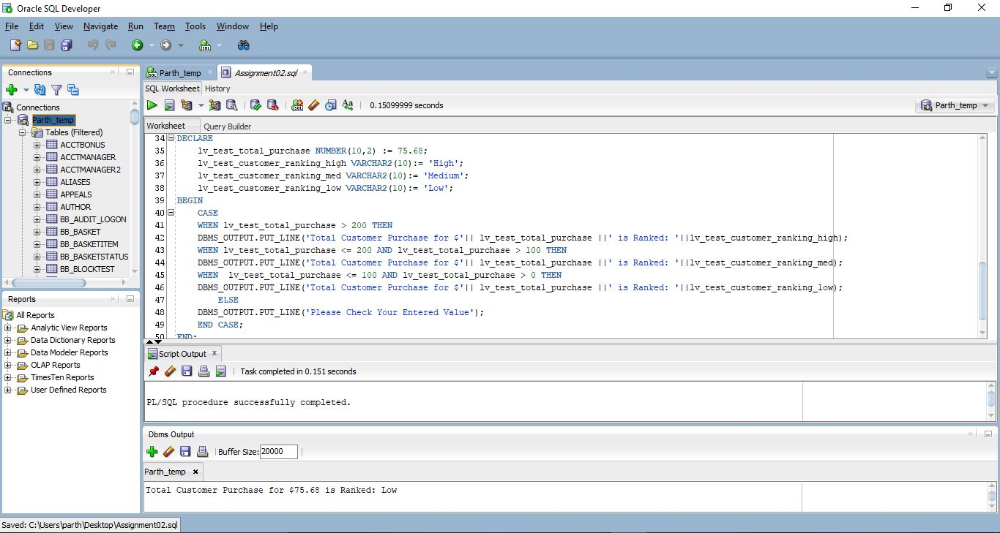 Oracle SQL Developer
File Edit View Navigate Run Team Tools Window Help
Connections
Connections
Parth_temp
Tables (Filtered)
ACCTBONUS
ACCTMANAGER
ACCTMANAGER2
ALIASES
APPEALS
AUTHOR
BB_AUDIT_LOGON
BB_BASKET
BB_BASKETITEM
BB_BASKETSTATUS
BB_BLOCKTEST
Reports
All Reports
Analytic View Reports
Data Dictionary Reports
Data Modeler Reports
OLAP Reports
TimesTen Reports
User Defined Reports
Parth_temp Assignment02.sql
SQL Worksheet History
0.15099999 seconds Parth_temp
Worksheet Query Builder
34 DECLARE
35 lv_test_total_purchase NUMBER(10,2) := 75.68;
36 lv_test_customer_ranking_high VARCHAR2(10):= 'High';
37 lv_test_customer_ranking_med VARCHAR2(10):= 'Medium';
38 lv_test_customer_ranking_low VARCHAR2(10):= 'Low';
39 BEGIN
40 CASE
41 WHEN lv_test_total_purchase > 200 THEN
42 DBMS_OUTPUT.PUT_LINE('Total Customer Purchase for $'|| lv_test_total_purchase ||' is Ranked: '||lv_test_customer_ranking_high);
43 WHEN lv_test_total_purchase <= 200 AND lv_test_total_purchase > 100 THEN
44 DBMS_OUTPUT.PUT_LINE('Total Customer Purchase for $'|| lv_test_total_purchase ||' is Ranked: '||lv_test_customer_ranking_med);
45 WHEN lv_test_total_purchase <= 100 AND lv_test_total_purchase > 0 THEN
46 DBMS_OUTPUT.PUT_LINE('Total Customer Purchase for $'|| lv_test_total_purchase ||' is Ranked: '||lv_test_customer_ranking_low);
47 ELSE
48 DBMS_OUTPUT.PUT_LINE('Please Check Your Entered Value');
49 END CASE;
50 END;
Script Output
Task completed in 0.151 seconds
PL/SQL procedure successfully completed.
Dbms Output
Buffer Size: 20000
Parth_temp
Total Customer Purchase for $75.68 is Ranked: Low
Saved: C:\Users\parth\Desktop\Assignment02.sql